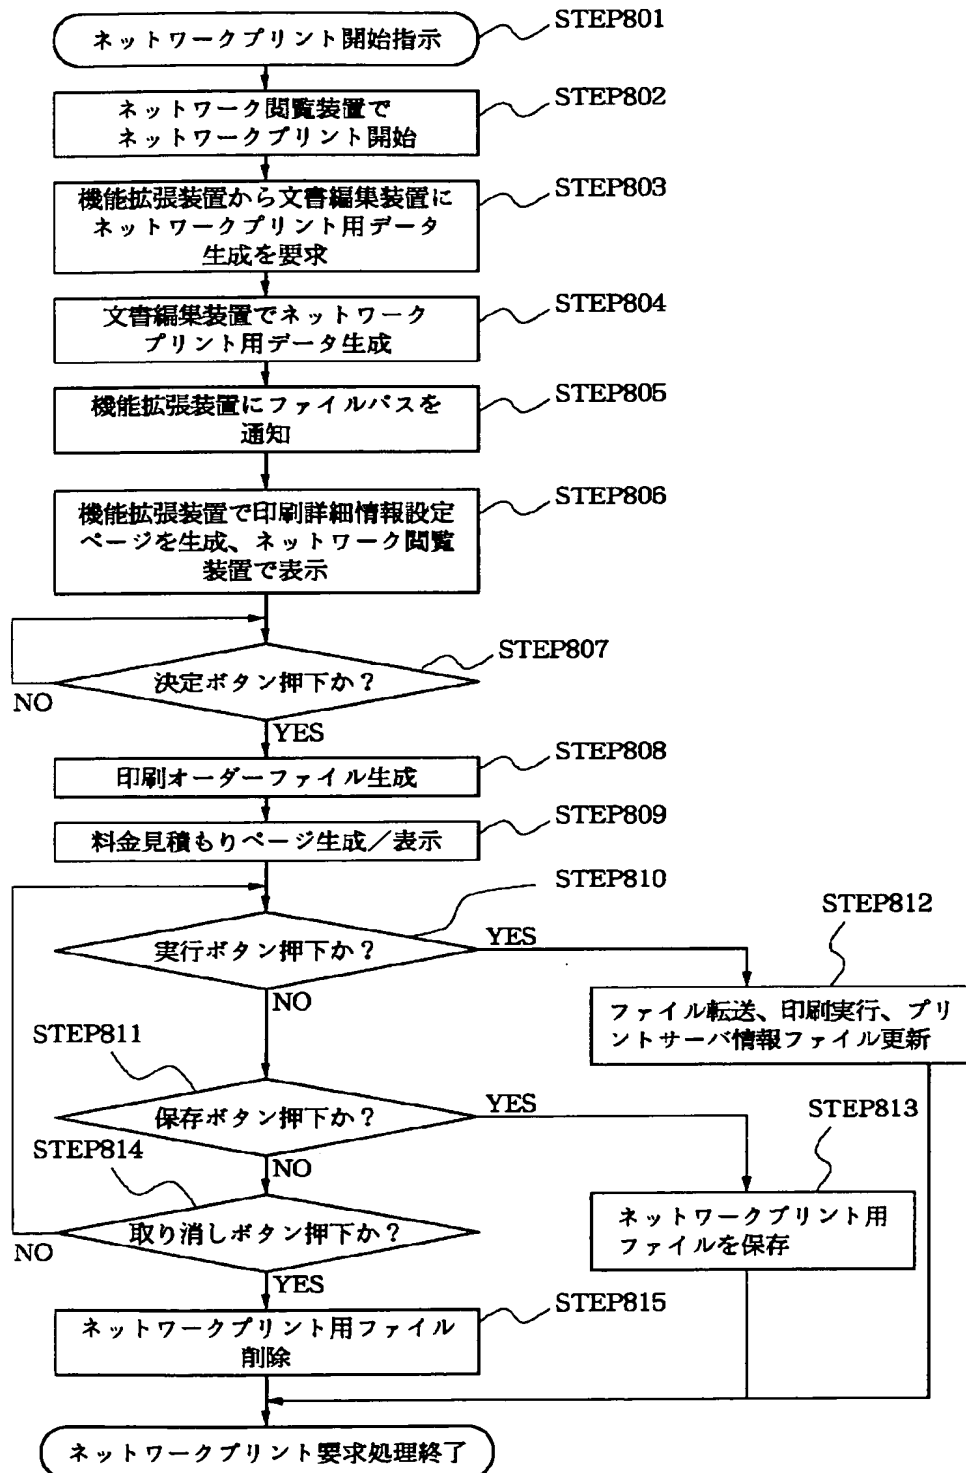 ネットワークプリント開始指示
STEP801
ネットワーク閲覧装置で
ネットワークプリント開始
STEP802
機能拡張装置から文書編集装置に
ネットワークプリント用データ
生成を要求
STEP803
文書編集装置でネットワーク
プリント用データ生成
STEP804
機能拡張装置にファイルパスを
通知
STEP805
機能拡張装置で印刷詳細情報設定
ページを生成、ネットワーク閲覧
装置で表示
STEP806
決定ボタン押下か？
STEP807
NO
YES
印刷オーダーファイル生成
STEP808
料金見積もりページ生成／表示
STEP809
実行ボタン押下か？
STEP810
YES
NO
STEP812
ファイル転送、印刷実行、プリ
ントサーバ情報ファイル更新
STEP811
保存ボタン押下か？
YES
NO
STEP813
ネットワークプリント用
ファイルを保存
STEP814
取り消しボタン押下か？
NO
YES
ネットワークプリント用ファイル
削除
STEP815
ネットワークプリント要求処理終了